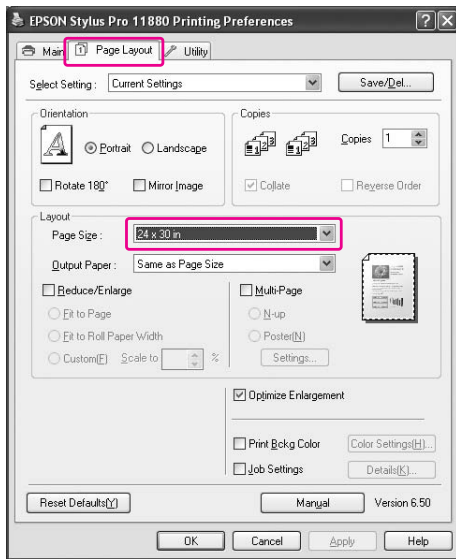 EPSON Stylus Pro 11880 Printing Preferences
Main Page Layout Utility
Select Setting : Current Settings Save/Del...
Orientation
Portrait Landscape
Rotate 180° Mirror Image
Copies
Copies 1
Collate Reverse Order
Layout
Page Size : 24 x 30 in
Output Paper : Same as Page Size
Reduce/Enlarge
Fit to Page
Fit to Roll Paper Width
Custom(F) Scale to %
Multi-Page
N-up
Poster(N)
Settings...
Optimize Enlargement
Print Bckg Color Color Settings(H)...
Job Settings Details(K)...
Reset Defaults(Y) Manual Version 6.50
OK Cancel Apply Help